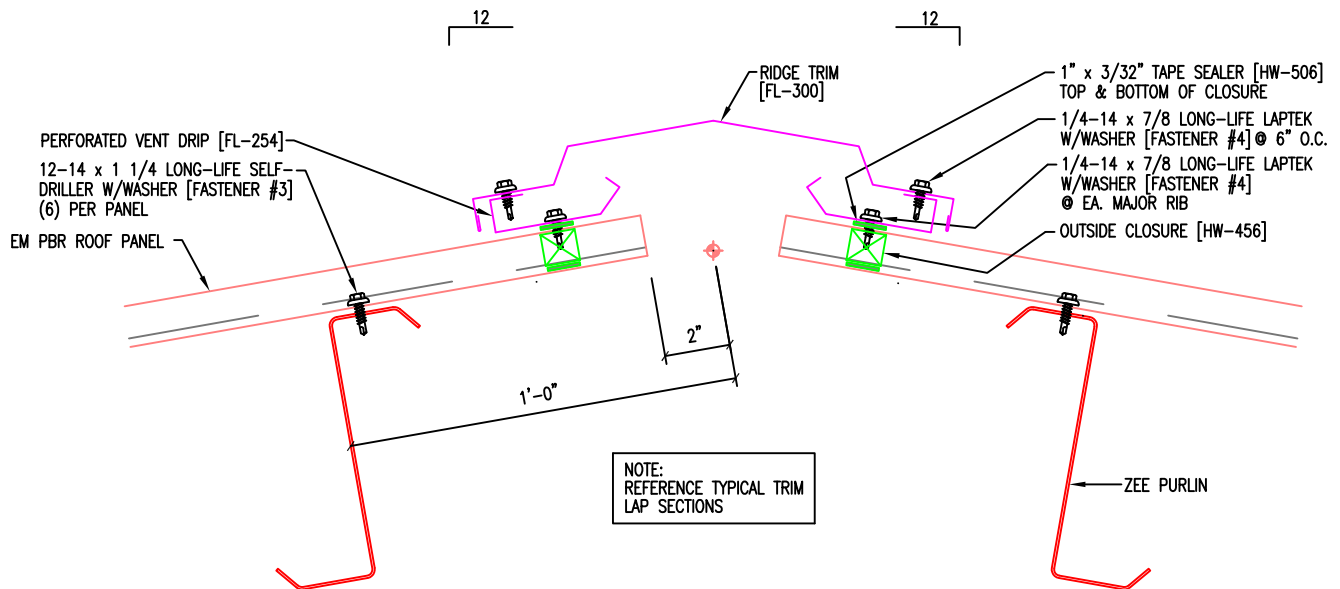 12
12
RIDGE TRIM
[FL-300]
1" x 3/32" TAPE SEALER [HW-506]
TOP & BOTTOM OF CLOSURE
1/4-14 x 7/8 LONG-LIFE LAPTEK
W/WASHER [FASTENER #4] @ 6" O.C.
1/4-14 x 7/8 LONG-LIFE LAPTEK
W/WASHER [FASTENER #4]
@ EA. MAJOR RIB
OUTSIDE CLOSURE [HW-456]
PERFORATED VENT DRIP [FL-254]
12-14 x 1 1/4 LONG-LIFE SELF-
DRILLER W/WASHER [FASTENER #3]
(6) PER PANEL
EM PBR ROOF PANEL
2"
1'-0"
NOTE:
REFERENCE TYPICAL TRIM
LAP SECTIONS
ZEE PURLIN